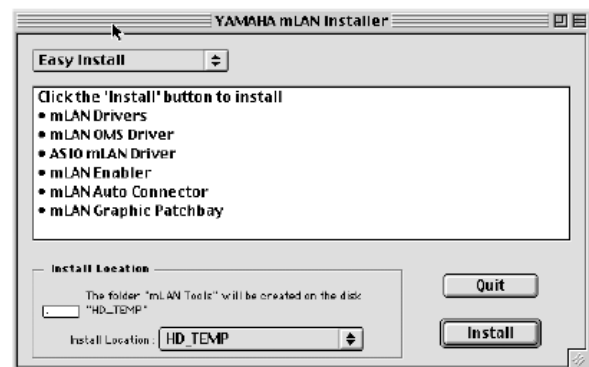 YAMAHA mLAN Installer
Easy Install
Click the 'Install' button to install
• mLAN Drivers
• mLAN OMS Driver
• ASIO mLAN Driver
• mLAN Enabler
• mLAN Auto Connector
• mLAN Graphic Patchbay
Install Location
The folder "mLAN Tools" will be created on the disk
"HD_TEMP"
Install Location : HD_TEMP
Quit
Install